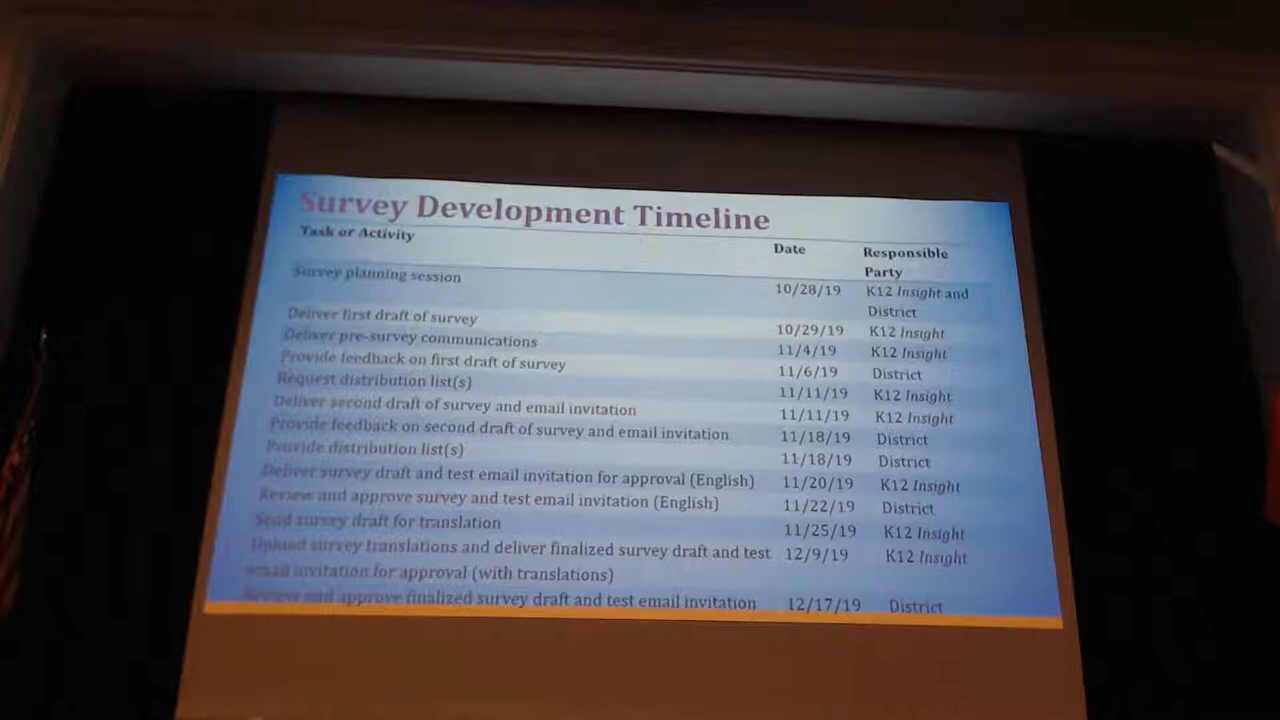 Survey Development Timeline
Task or Activity Date Responsible Party
Survey planning session 10/28/19 K12 Insight and District
Deliver first draft of survey 10/29/19 K12 Insight
Deliver pre-survey communications 11/4/19 K12 Insight
Provide feedback on first draft of survey 11/6/19 District
Request distribution list(s) 11/11/19 K12 Insight
Deliver second draft of survey and email invitation 11/11/19 K12 Insight
Provide feedback on second draft of survey and email invitation 11/18/19 District
Provide distribution list(s) 11/18/19 District
Deliver survey draft and test email invitation for approval (English) 11/20/19 K12 Insight
Review and approve survey and test email invitation (English) 11/22/19 District
Send survey draft for translation 11/25/19 K12 Insight
Upload survey translations and deliver finalized survey draft and test 12/9/19 K12 Insight
email invitation for approval (with translations)
Review and approve finalized survey draft and test email invitation 12/17/19 District